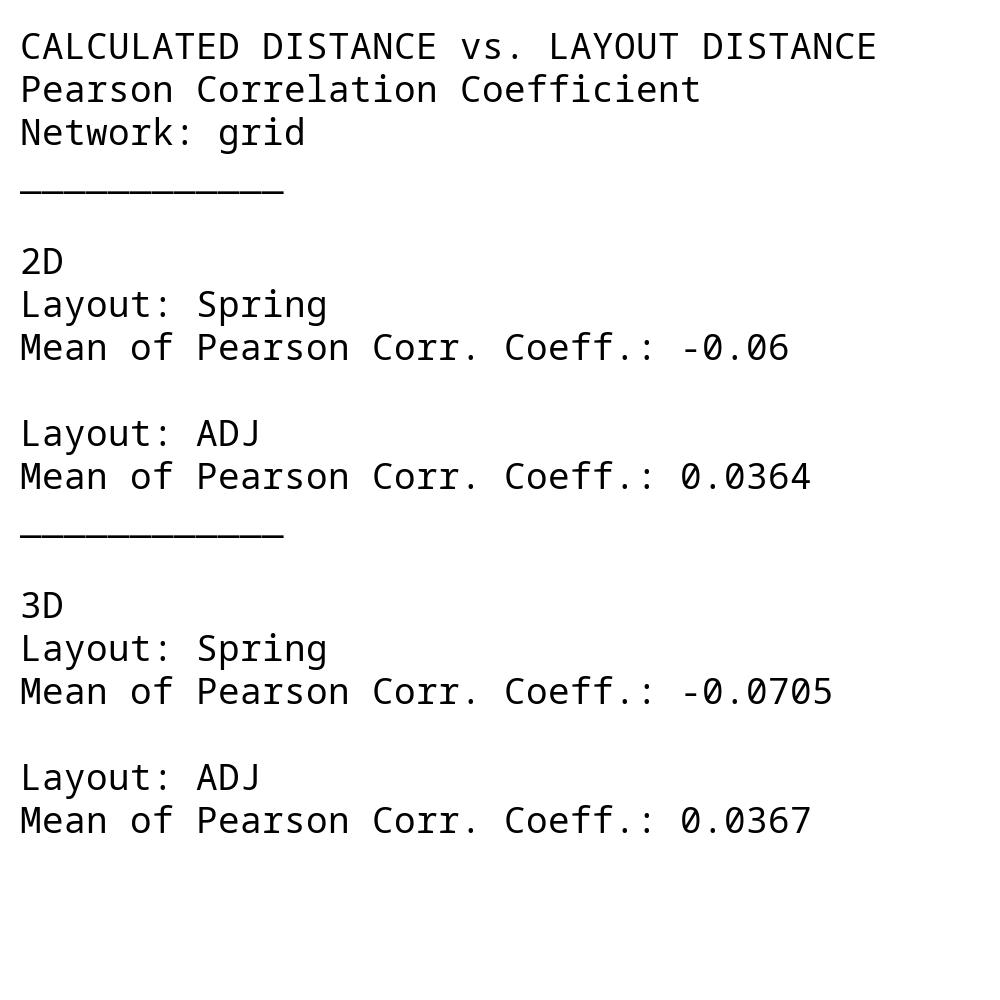 CALCULATED DISTANCE vs. LAYOUT DISTANCE
Pearson Correlation Coefficient
Network: grid
____________
2D
Layout: Spring
Mean of Pearson Corr. Coeff.: -0.06
Layout: ADJ
Mean of Pearson Corr. Coeff.: 0.0364
____________
3D
Layout: Spring
Mean of Pearson Corr. Coeff.: -0.0705
Layout: ADJ
Mean of Pearson Corr. Coeff.: 0.0367